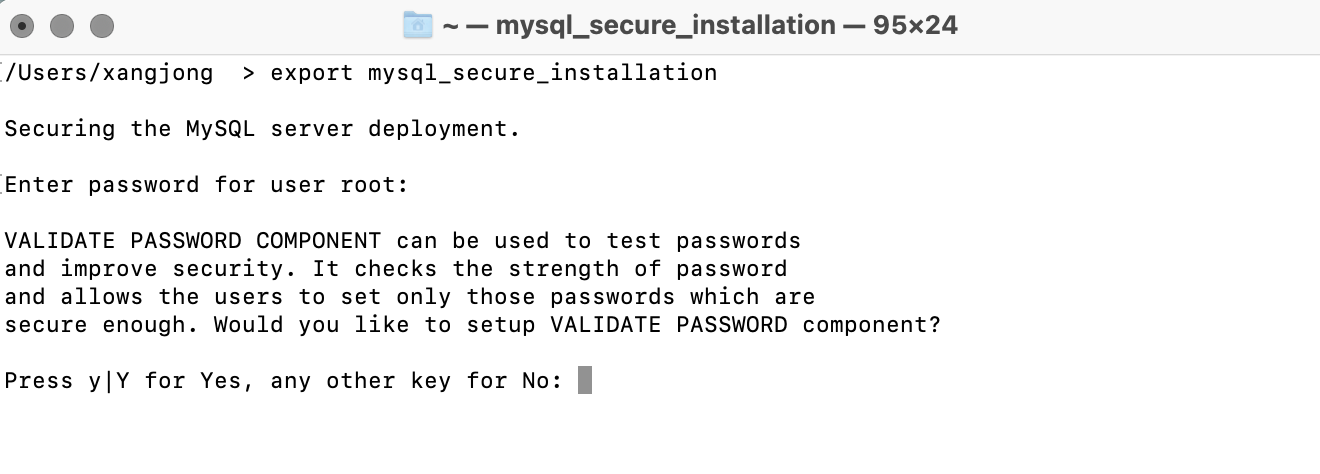 ~ — mysql_secure_installation — 95×24
/Users/xangjong  > export mysql_secure_installation
Securing the MySQL server deployment.
Enter password for user root:
VALIDATE PASSWORD COMPONENT can be used to test passwords
and improve security. It checks the strength of password
and allows the users to set only those passwords which are
secure enough. Would you like to setup VALIDATE PASSWORD component?
Press y|Y for Yes, any other key for No: